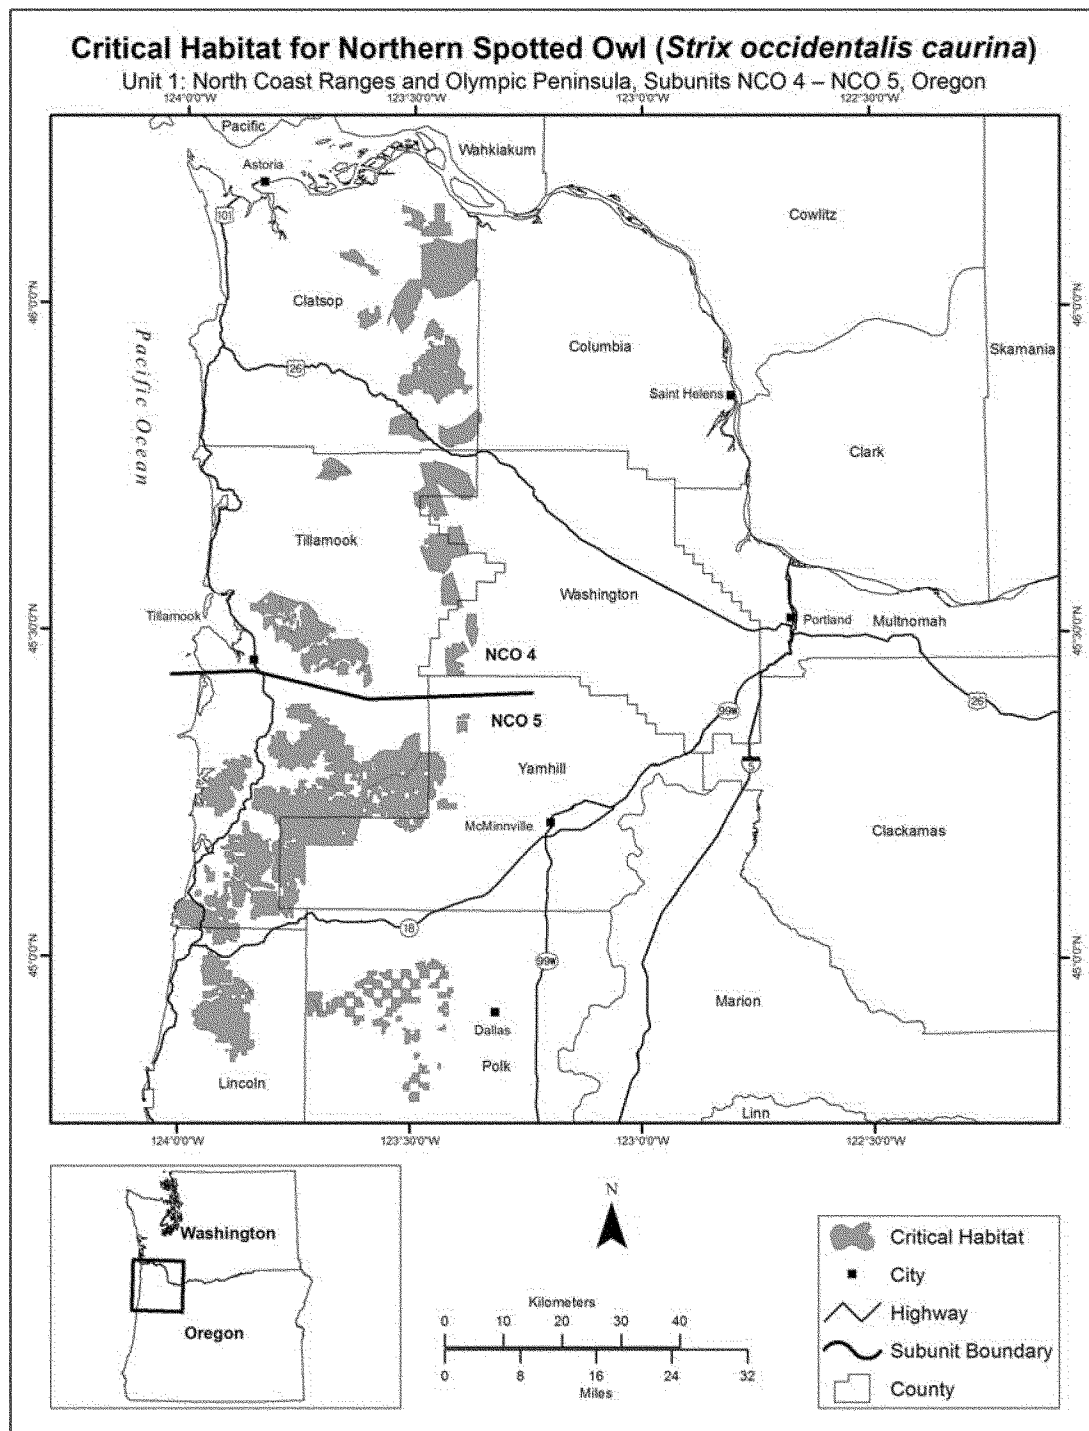 Critical Habitat for Northern Spotted Owl (Strix occidentalis caurina)
Unit 1: North Coast Ranges and Olympic Peninsula, Subunits NCO 4 – NCO 5, Oregon
124°0'0"W
123°30'0"W
123°0'0"W
122°30'0"W
Pacific
Wahkiakum
Astoria
Cowlitz
101
46°0'0"N
46°0'0"N
Clatsop
Pacific Ocean
Columbia
Skamania
26
Saint Helens
Clark
Tillamook
Washington
Tillamook
Portland
Multnomah
45°30'0"N
45°30'0"N
NCO 4
NCO 5
99W
26
5
Yamhill
McMinnville
Clackamas
18
99W
45°0'0"N
45°0'0"N
Marion
Dallas
Polk
Lincoln
Linn
124°0'0"W
123°30'0"W
123°0'0"W
122°30'0"W
Washington
Oregon
N
Kilometers
0 10 20 30 40
0 8 16 24 32
Miles
Critical Habitat
City
Highway
Subunit Boundary
County